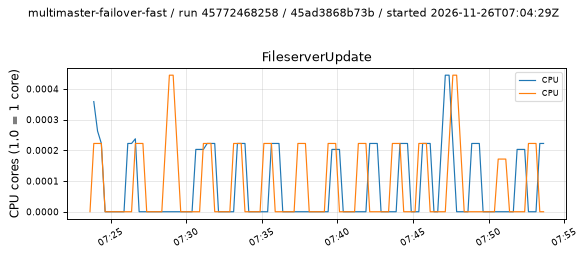 multimaster-failover-fast / run 45772468258 / 45ad3868b73b / started 2026-11-26T07:04:29Z
FileserverUpdate
CPU cores (1.0 = 1 core)
0.0004
0.0003
0.0002
0.0001
0.0000
CPU
CPU
07:25
07:30
07:35
07:40
07:45
07:50
07:55